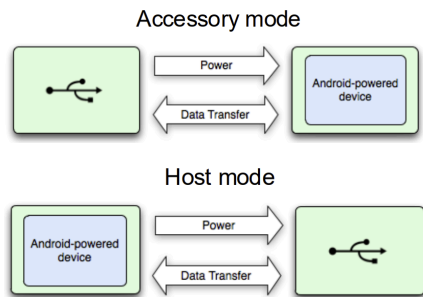 Accessory mode
Power
Data Transfer
Android-powered
device
Host mode
Android-powered
device
Power
Data Transfer